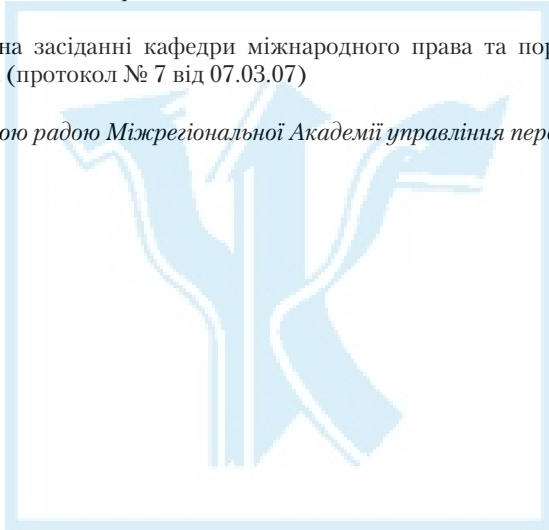 на засіданні кафедри міжнародного права та пор
(протокол № 7 від 07.03.07)
ою радою Міжрегіональної Академії управління пер